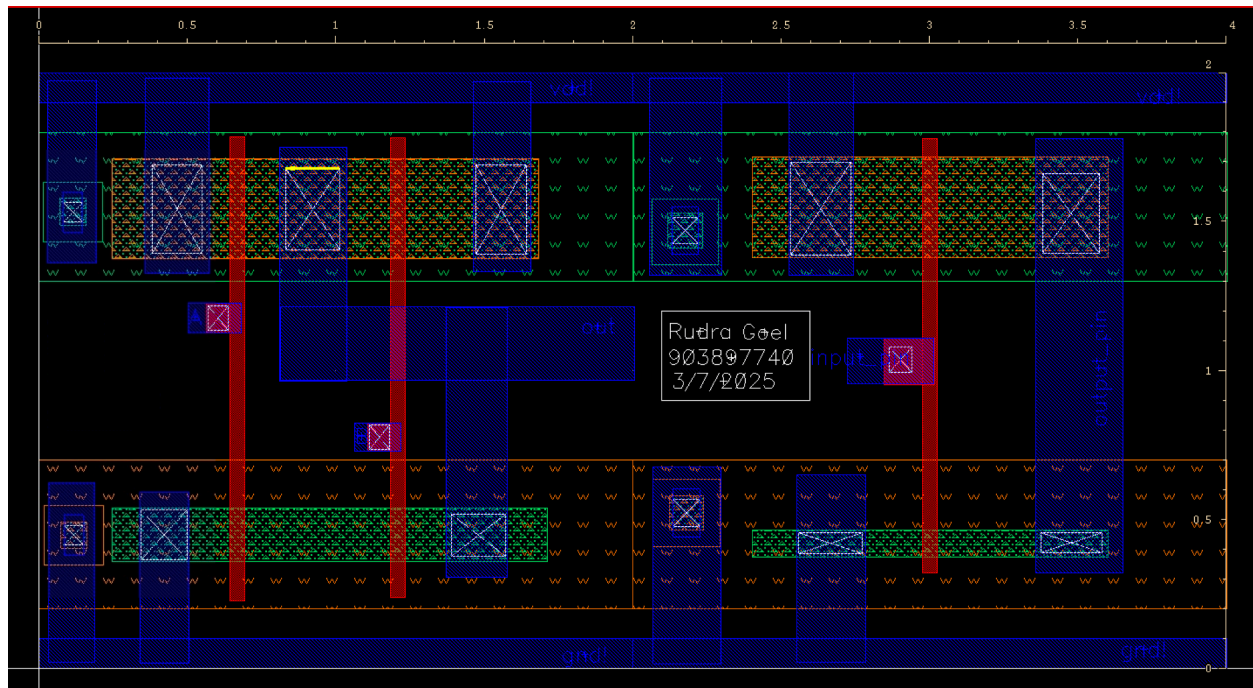 0 0.5 1 1.5 2 2.5 3 3.5 4
2
vdd!
vdd!
1.5
A
out
Rudra Goel
903897740
3/7/2025
input_pin
output_pin
1
B
0.5
gnd!
gnd!
0